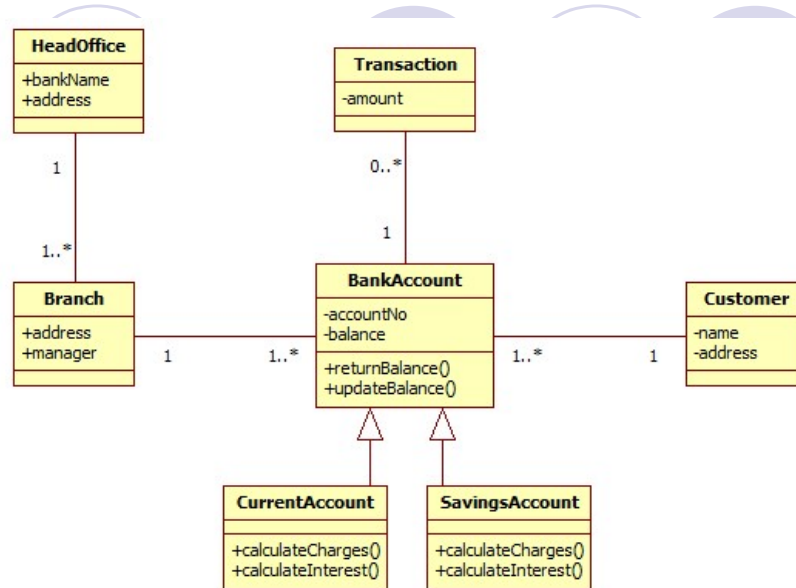 HeadOffice
+bankName
+address
Transaction
-amount
1
0..*
1..*
1
Branch
+address
+manager
1
1..*
BankAccount
-accountNo
-balance
+returnBalance()
+updateBalance()
1..*
1
Customer
-name
-address
CurrentAccount
+calculateCharges()
+calculateInterest()
SavingsAccount
+calculateCharges()
+calculateInterest()